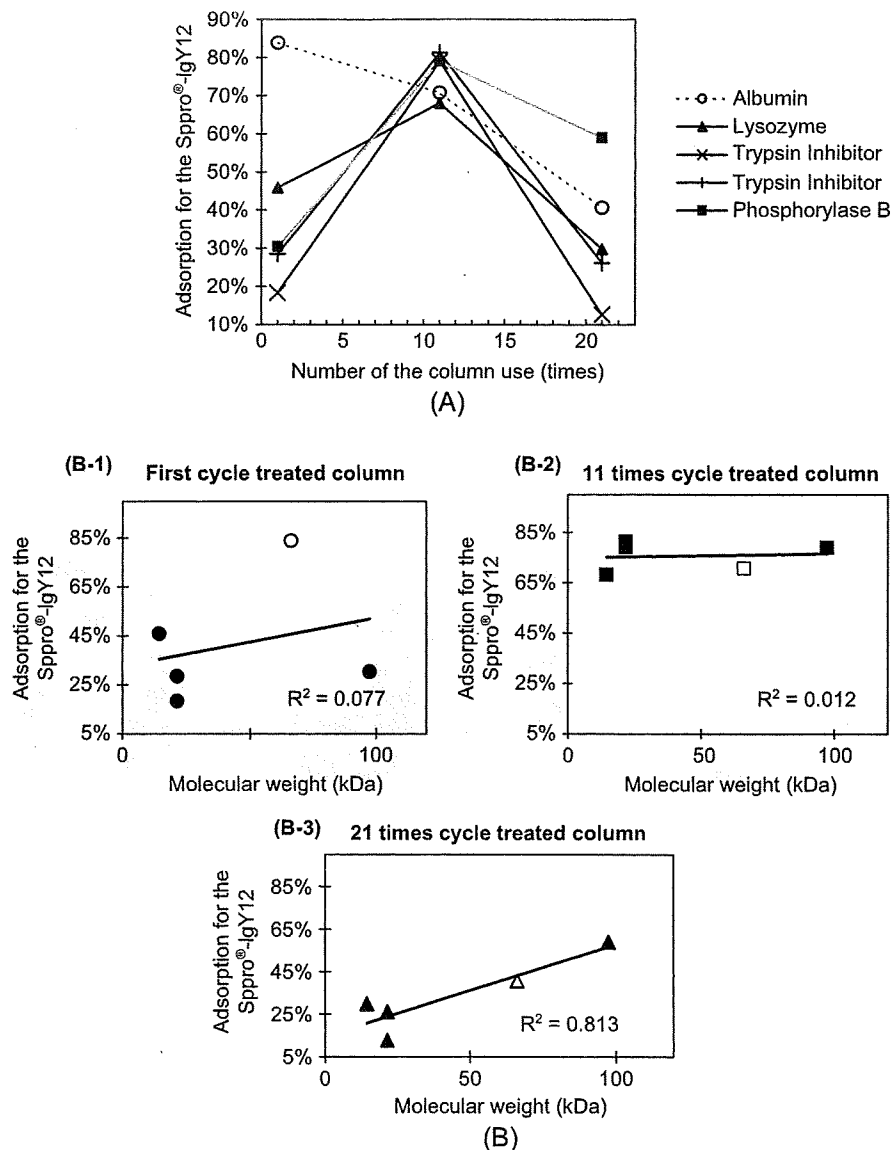 90%
80%
70%
60%
50%
40%
30%
20%
10%
Adsorption for the Sppro®-IgY12
0 5 10 15 20
Number of the column use (times)
Albumin
Lysozyme
Trypsin Inhibitor
Trypsin Inhibitor
Phosphorylase B
(A)
(B-1) First cycle treated column
85%
65%
45%
25%
5%
Adsorption for the
Sppro®-IgY12
R² = 0.077
0 100
Molecular weight (kDa)
(B-2) 11 times cycle treated column
85%
65%
45%
25%
5%
Adsorption for the
Sppro®-IgY12
R² = 0.012
0 50 100
Molecular weight (kDa)
(B-3) 21 times cycle treated column
85%
65%
45%
25%
5%
Adsorption for the
Sppro®-IgY12
R² = 0.813
0 50 100
Molecular weight (kDa)
(B)